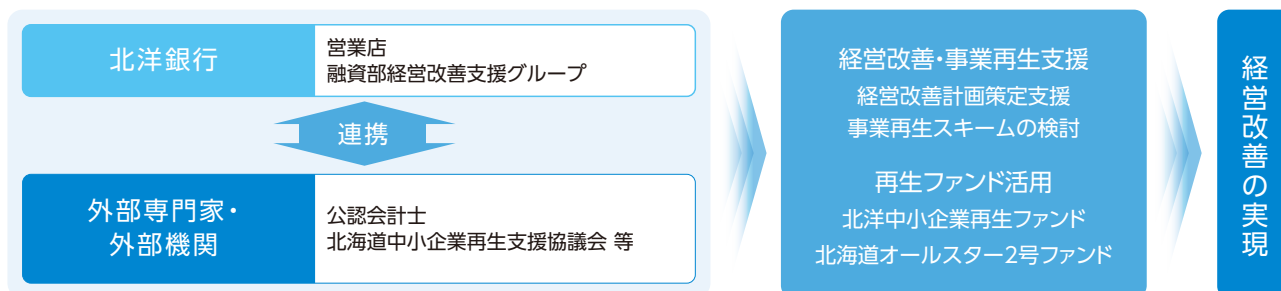 北洋銀行
営業店
融資部経営改善支援グループ
連携
外部専門家・
外部機関
公認会計士
北海道中小企業再生支援協議会 等
経営改善・事業再生支援
経営改善計画策定支援
事業再生スキームの検討
再生ファンド活用
北洋中小企業再生ファンド
北海道オールスター2号ファンド
経営改善の実現